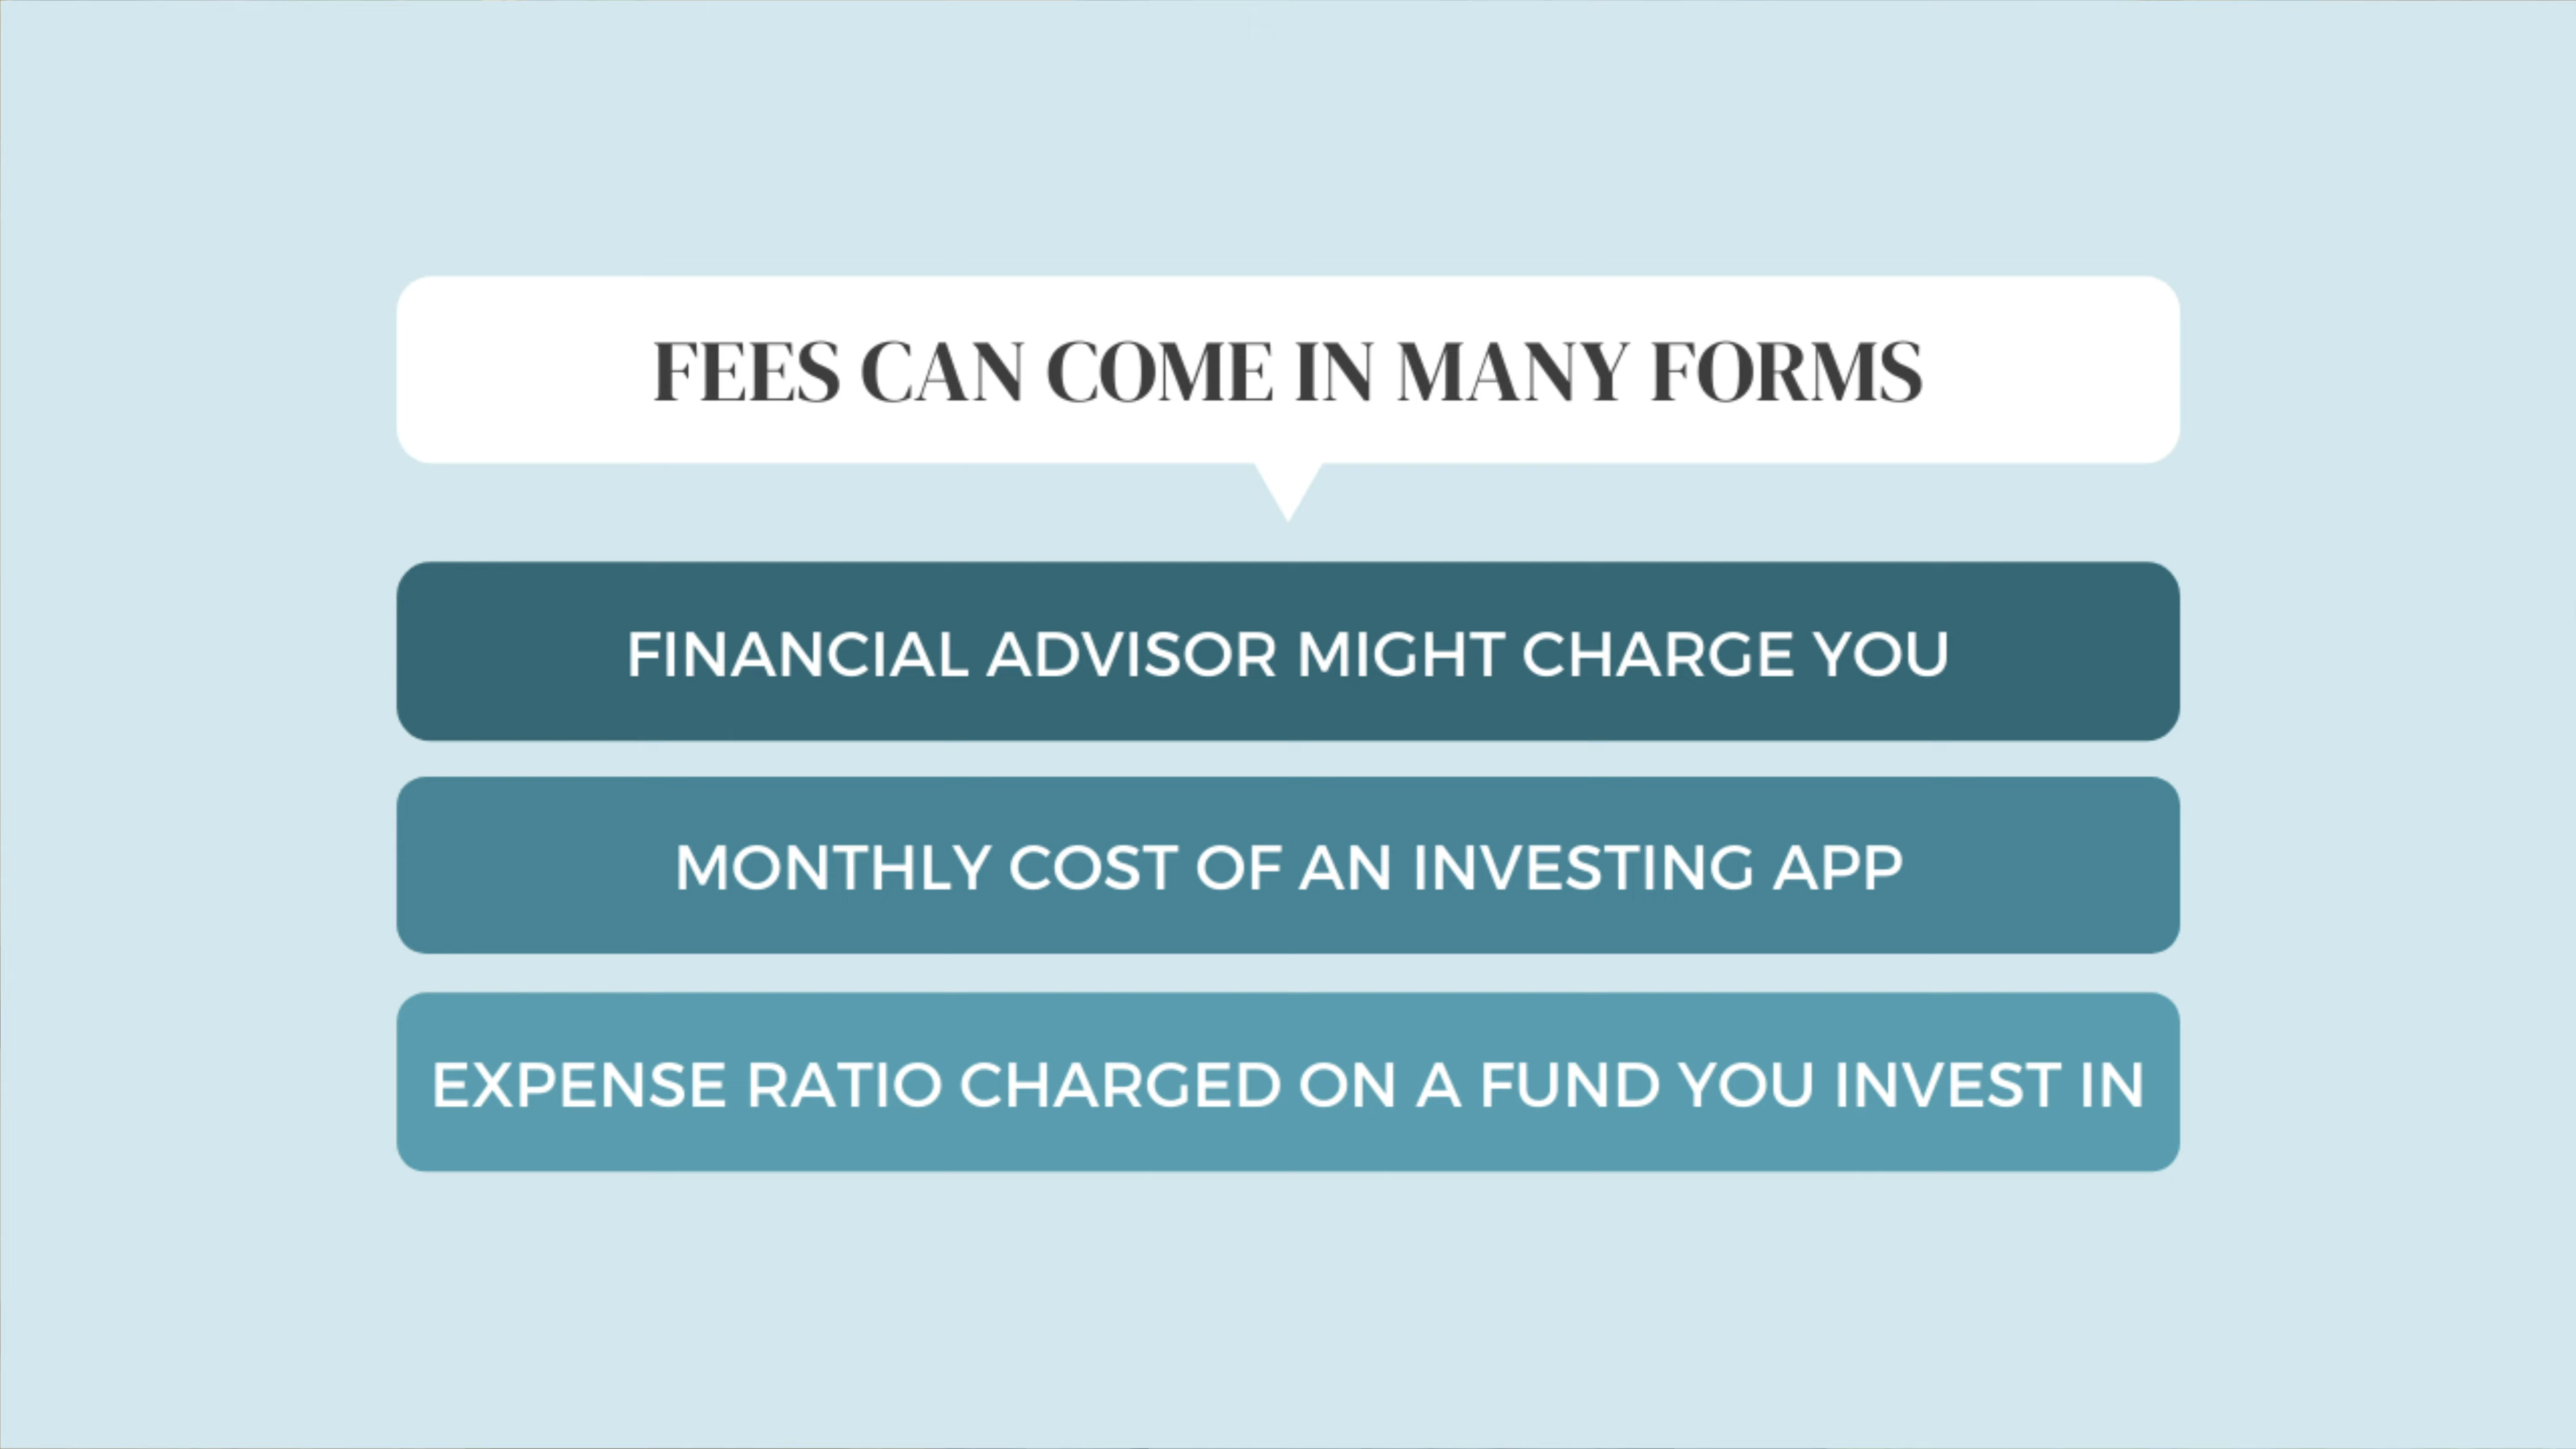 FEES CAN COME IN MANY FORMS
FINANCIAL ADVISOR MIGHT CHARGE YOU
MONTHLY COST OF AN INVESTING APP
EXPENSE RATIO CHARGED ON A FUND YOU INVEST IN